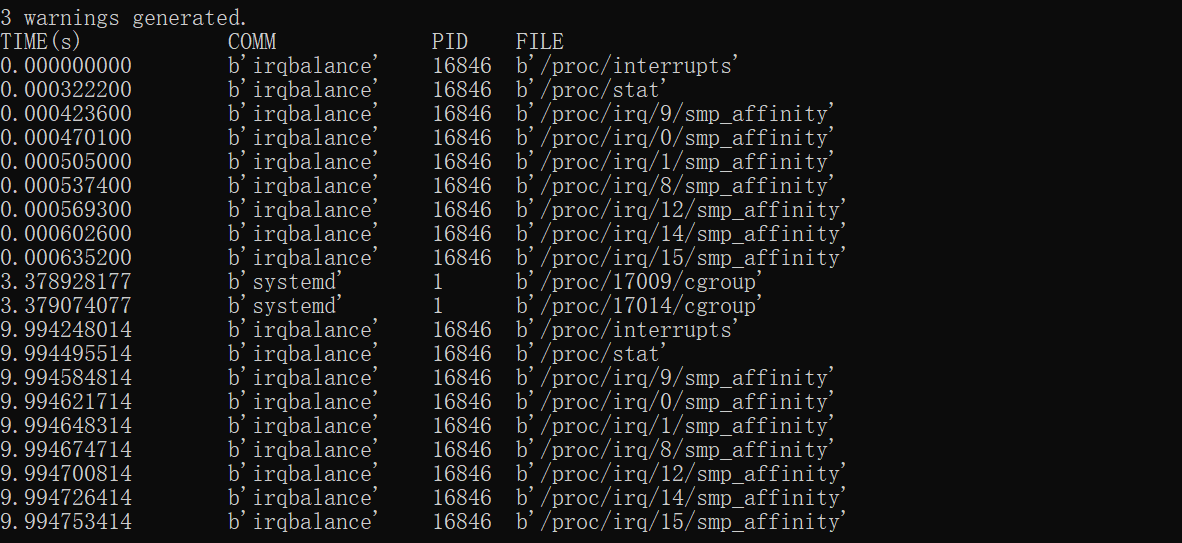 3 warnings generated.
TIME(s)            COMM             PID    FILE
0.000000000        b'irqbalance'    16846  b'/proc/interrupts'
0.000322200        b'irqbalance'    16846  b'/proc/stat'
0.000423600        b'irqbalance'    16846  b'/proc/irq/9/smp_affinity'
0.000470100        b'irqbalance'    16846  b'/proc/irq/0/smp_affinity'
0.000505000        b'irqbalance'    16846  b'/proc/irq/1/smp_affinity'
0.000537400        b'irqbalance'    16846  b'/proc/irq/8/smp_affinity'
0.000569300        b'irqbalance'    16846  b'/proc/irq/12/smp_affinity'
0.000602600        b'irqbalance'    16846  b'/proc/irq/14/smp_affinity'
0.000635200        b'irqbalance'    16846  b'/proc/irq/15/smp_affinity'
3.378928177        b'systemd'       1      b'/proc/17009/cgroup'
3.379074077        b'systemd'       1      b'/proc/17014/cgroup'
9.994248014        b'irqbalance'    16846  b'/proc/interrupts'
9.994495514        b'irqbalance'    16846  b'/proc/stat'
9.994584814        b'irqbalance'    16846  b'/proc/irq/9/smp_affinity'
9.994621714        b'irqbalance'    16846  b'/proc/irq/0/smp_affinity'
9.994648314        b'irqbalance'    16846  b'/proc/irq/1/smp_affinity'
9.994674714        b'irqbalance'    16846  b'/proc/irq/8/smp_affinity'
9.994700814        b'irqbalance'    16846  b'/proc/irq/12/smp_affinity'
9.994726414        b'irqbalance'    16846  b'/proc/irq/14/smp_affinity'
9.994753414        b'irqbalance'    16846  b'/proc/irq/15/smp_affinity'